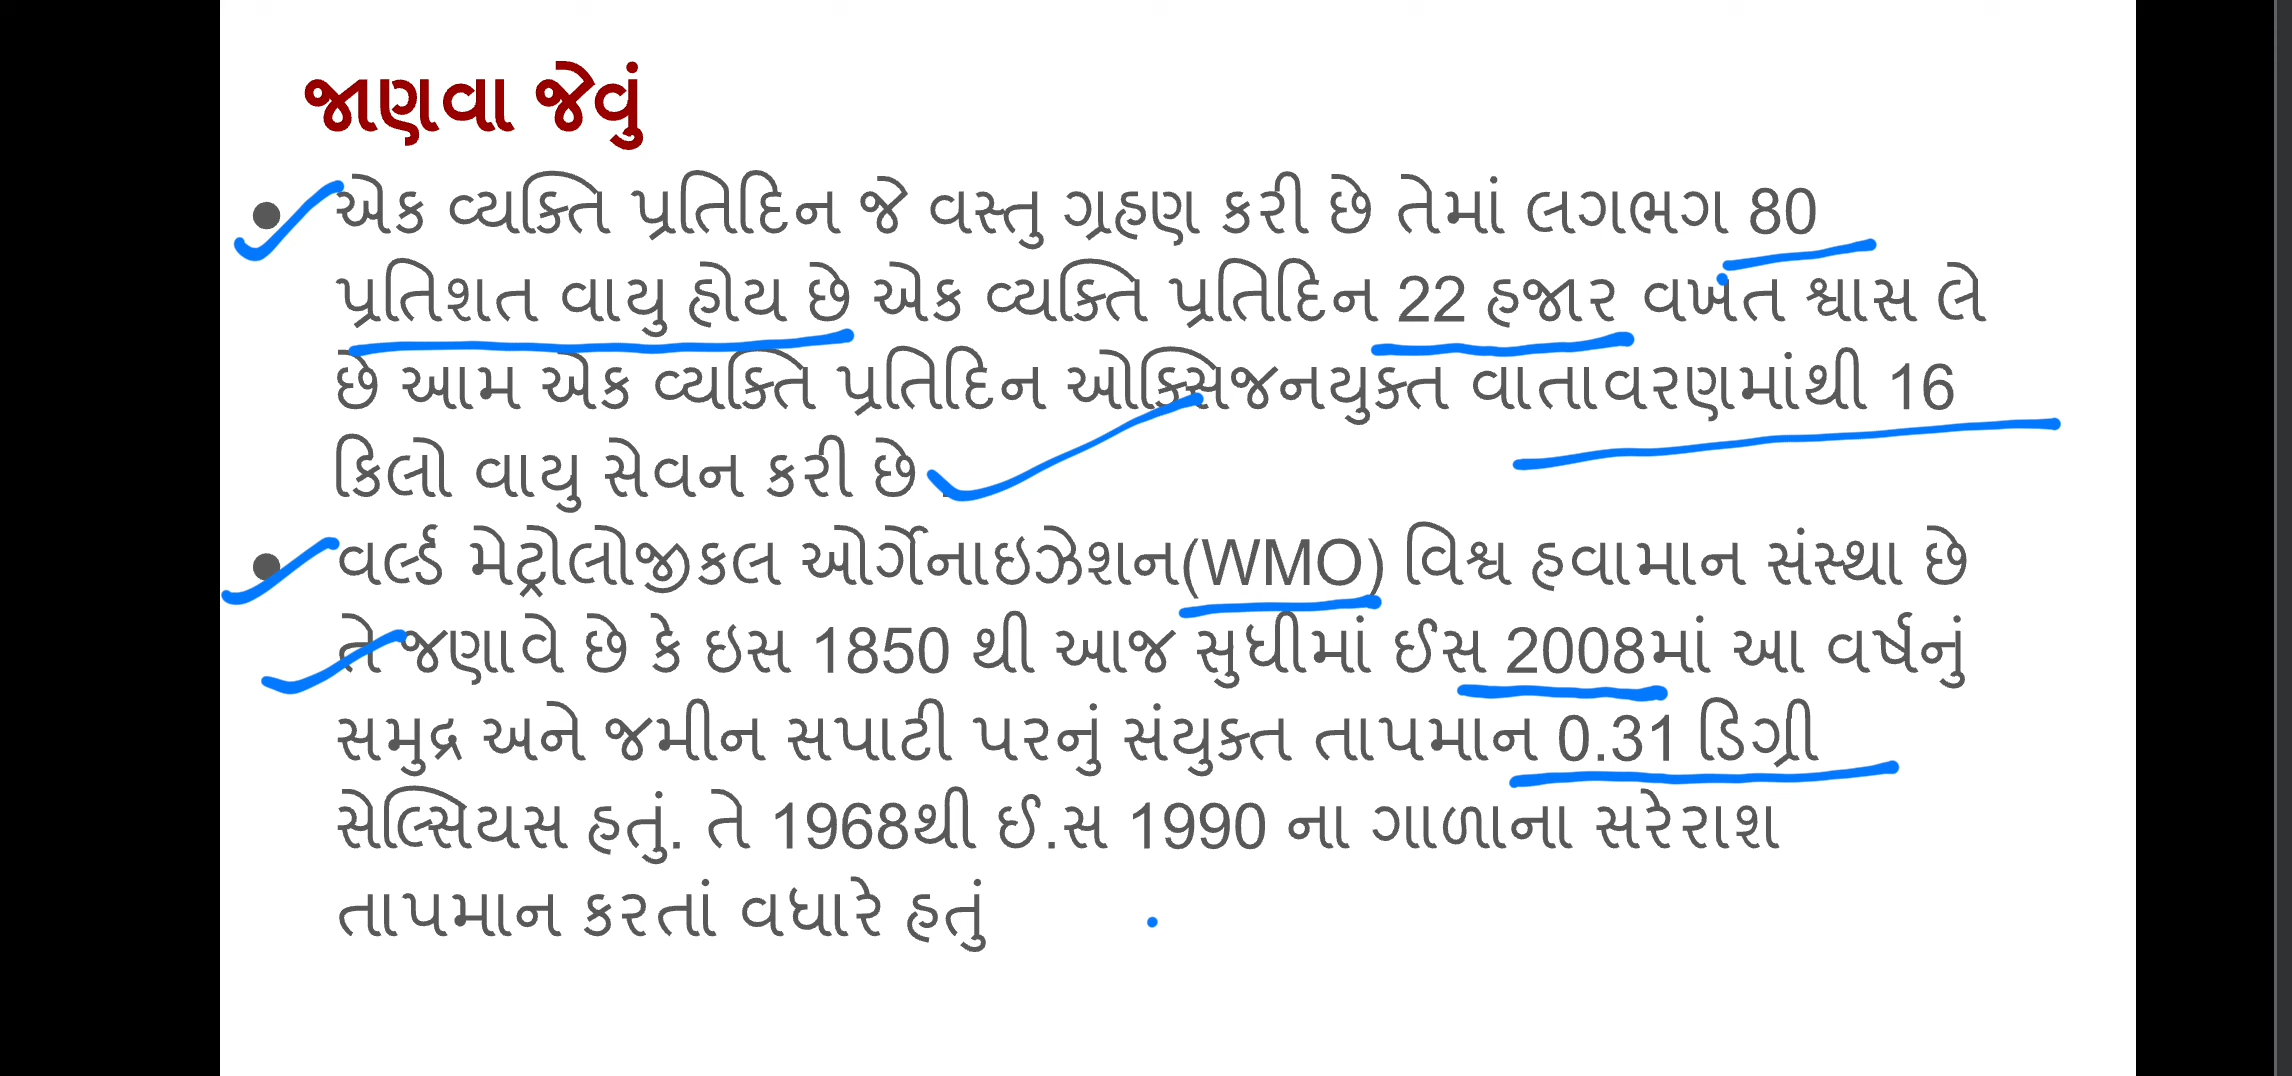 જાણવા જેવું
• એક વ્યક્તિ પ્રતિદિન જે વસ્તુ ગ્રહણ કરી છે તેમાં લગભગ 80
પ્રતિશત વાયુ હોય છે એક વ્યક્તિ પ્રતિદિન 22 હજાર વખત શ્વાસ લે
છે આમ એક વ્યક્તિ પ્રતિદિન ઓક્સિજનયુક્ત વાતાવરણમાંથી 16
કિલો વાયુ સેવન કરી છે .
• વર્લ્ડ મેટ્રોલોજીકલ ઓર્ગેનાઇઝેશન(WMO) વિશ્વ હવામાન સંસ્થા છે
તે જણાવે છે કે ઇસ 1850 થી આજ સુધીમાં ઈસ 2008માં આ વર્ષનું
સમુદ્ર અને જમીન સપાટી પરનું સંયુક્ત તાપમાન 0.31 ડિગ્રી
સેલ્સિયસ હતું. તે 1968થી ઈ.સ 1990 ના ગાળાના સરેરાશ
તાપમાન કરતાં વધારે હતું